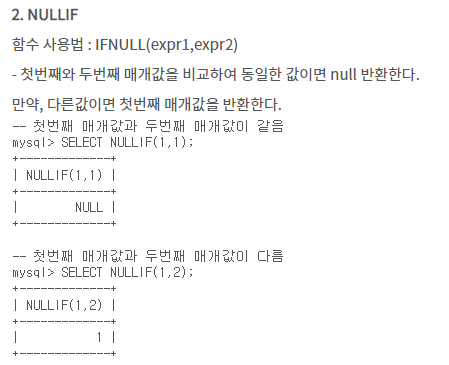 2. NULLIF
함수 사용법 : IFNULL(expr1,expr2)
- 첫번째와 두번째 매개값을 비교하여 동일한 값이면 null 반환한다.
만약, 다른값이면 첫번째 매개값을 반환한다.
-- 첫번째 매개값과 두번째 매개값이 같음
mysql> SELECT NULLIF(1,1);
+-------------+
| NULLIF(1,1) |
+-------------+
|        NULL |
+-------------+
-- 첫번째 매개값과 두번째 매개값이 다름
mysql> SELECT NULLIF(1,2);
+-------------+
| NULLIF(1,2) |
+-------------+
|           1 |
+-------------+